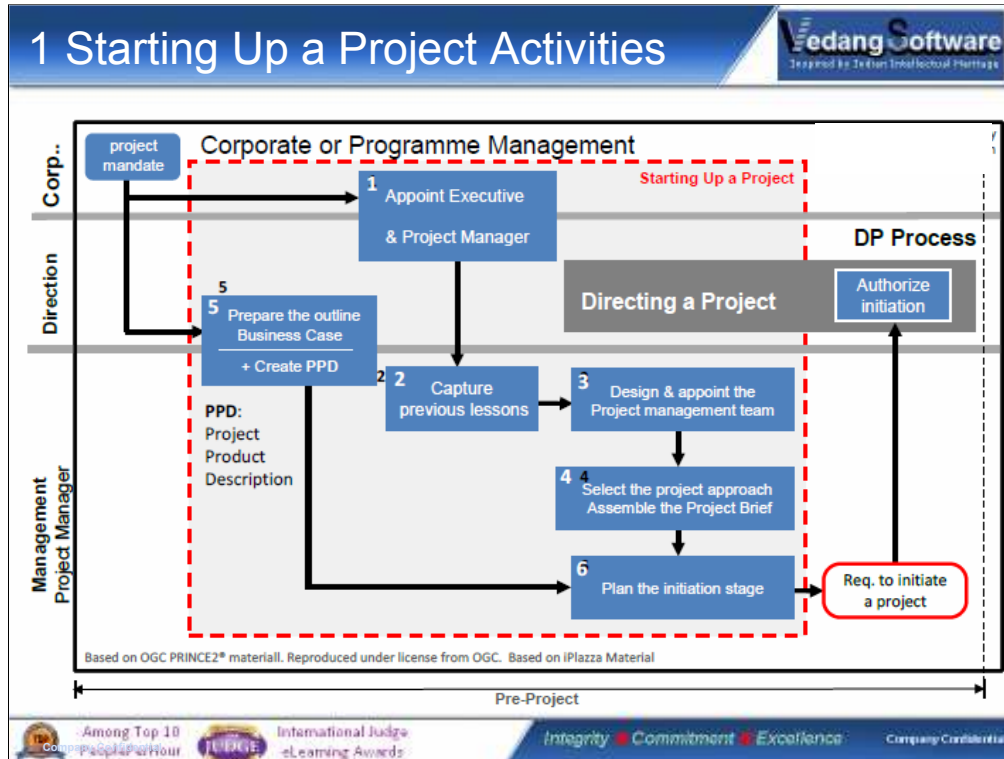 1 Starting Up a Project Activities
Vedang Software
Inspired by Indian Intellectual Heritage
Corp..
project
mandate
Corporate or Programme Management
Starting Up a Project
1
Appoint Executive
& Project Manager
Direction
DP Process
Directing a Project
Authorize
initiation
5
5
Prepare the outline
Business Case
+ Create PPD
2
2
Capture
previous lessons
3
Design & appoint the
Project management team
PPD:
Project
Product
Description
4
4
Select the project approach
Assemble the Project Brief
Management
Project Manager
6
Plan the initiation stage
Req. to initiate
a project
Based on OGC PRINCE2® materiall. Reproduced under license from OGC. Based on iPlazza Material
Pre-Project
Among Top 10
PeoplePerHour
JUDGE
International Judge
eLearning Awards
Integrity Commitment Excellence
Company Confidential